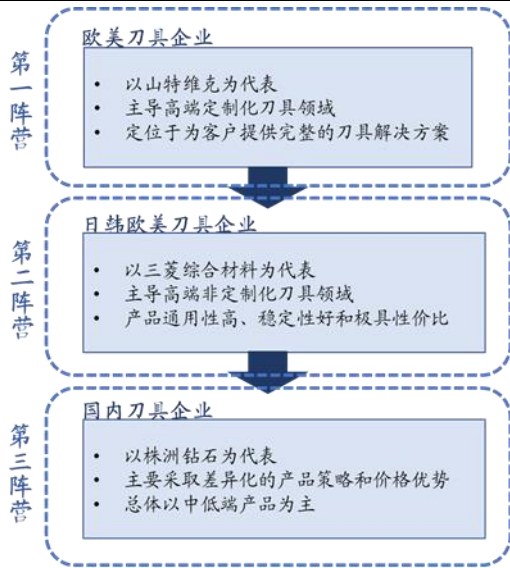 第一阵营
欧美刀具企业
• 以山特维克为代表
• 主导高端定制化刀具领域
• 定位于为客户提供完整的刀具解决方案
第二阵营
日韩欧美刀具企业
• 以三菱综合材料为代表
• 主导高端非定制化刀具领域
• 产品通用性高、稳定性好和极具性价比
第三阵营
国内刀具企业
• 以株洲钻石为代表
• 主要采取差异化的产品策略和价格优势
• 总体以中低端产品为主